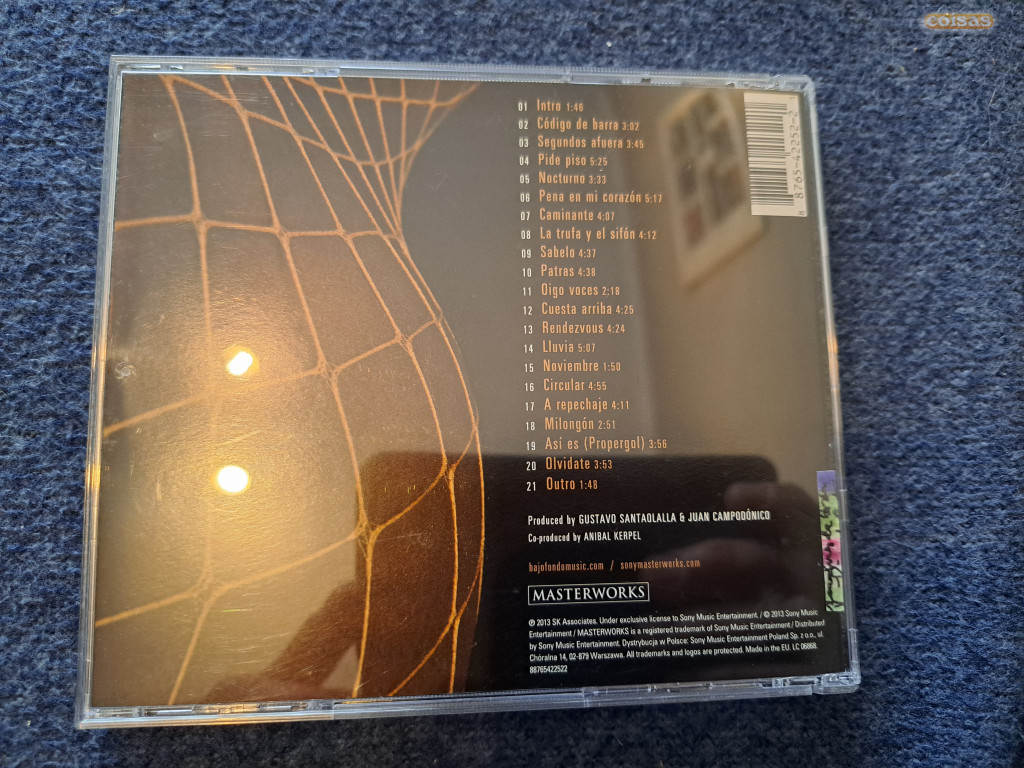 coisas
01 Intro 1:46
02 Código de barra 3:02
03 Segundos afuera 3:45
04 Pide piso 5:25
05 Nocturno 3:33
06 Pena en mi corazón 5:17
07 Caminante 4:07
08 La trufa y el sifón 4:12
09 Sabelo 4:37
10 Patras 4:38
11 Oigo voces 2:18
12 Cuesta arriba 4:25
13 Rendezvous 4:24
14 Lluvia 5:07
15 Noviembre 1:50
16 Circular 4:55
17 A repechaje 4:11
18 Milongón 2:51
19 Así es (Propergol) 3:56
20 Olvidate 3:53
21 Outro 1:48
8 8765-42252-2
Produced by GUSTAVO SANTAOLALLA & JUAN CAMPODÓNICO
Co-produced by ANIBAL KERPEL
bajofondomusic.com / sonymasterworks.com
MASTERWORKS
℗ 2013 SK Associates. Under exclusive license to Sony Music Entertainment / © 2013 Sony Music
Entertainment / MASTERWORKS is a registered trademark of Sony Music Entertainment / Distributed
by Sony Music Entertainment. Dystrybucja w Polsce: Sony Music Entertainment Poland Sp. z o.o., ul.
Chóralna 14, 02-879 Warszawa. All trademarks and logos are protected. Made in the EU. LC 06868.
88765422522